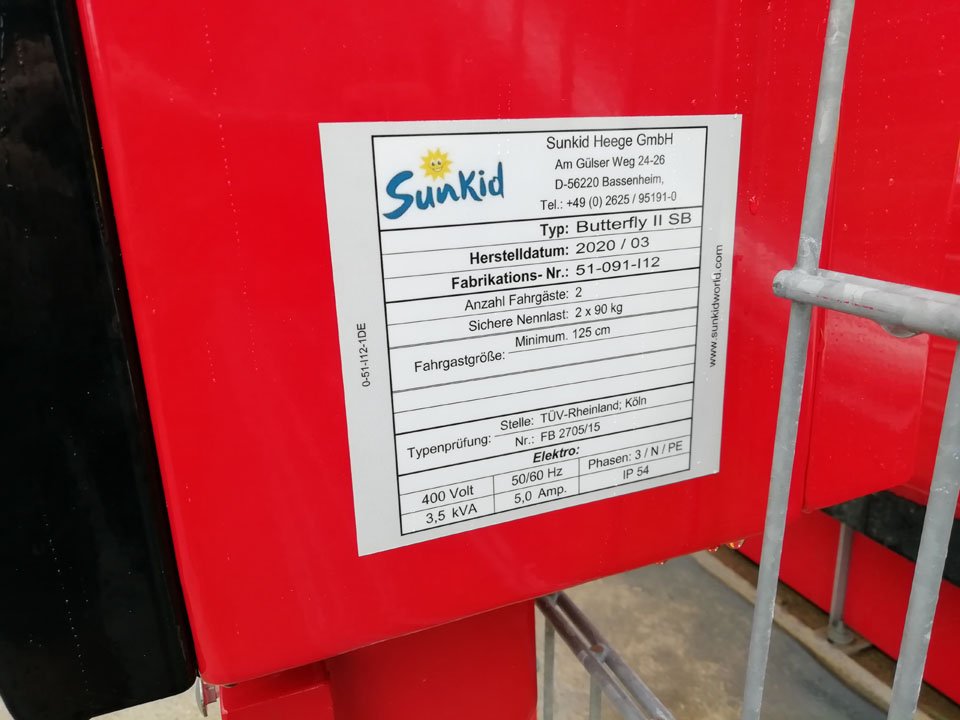 SunKid
Sunkid Heege GmbH
Am Gülser Weg 24-26
D-56220 Bassenheim,
Tel.: +49 (0) 2625 / 95191-0
Typ: Butterfly II SB
Herstelldatum: 2020 / 03
Fabrikations- Nr.: 51-091-I12
Anzahl Fahrgäste: 2
Sichere Nennlast: 2 x 90 kg
Fahrgastgröße: Minimum. 125 cm
Typenprüfung: Stelle: TÜV-Rheinland; Köln
Nr.: FB 2705/15
Elektro:
400 Volt 50/60 Hz Phasen: 3 / N / PE
3,5 kVA 5,0 Amp. IP 54
0-51-I12-1DE
www.sunkidworld.com